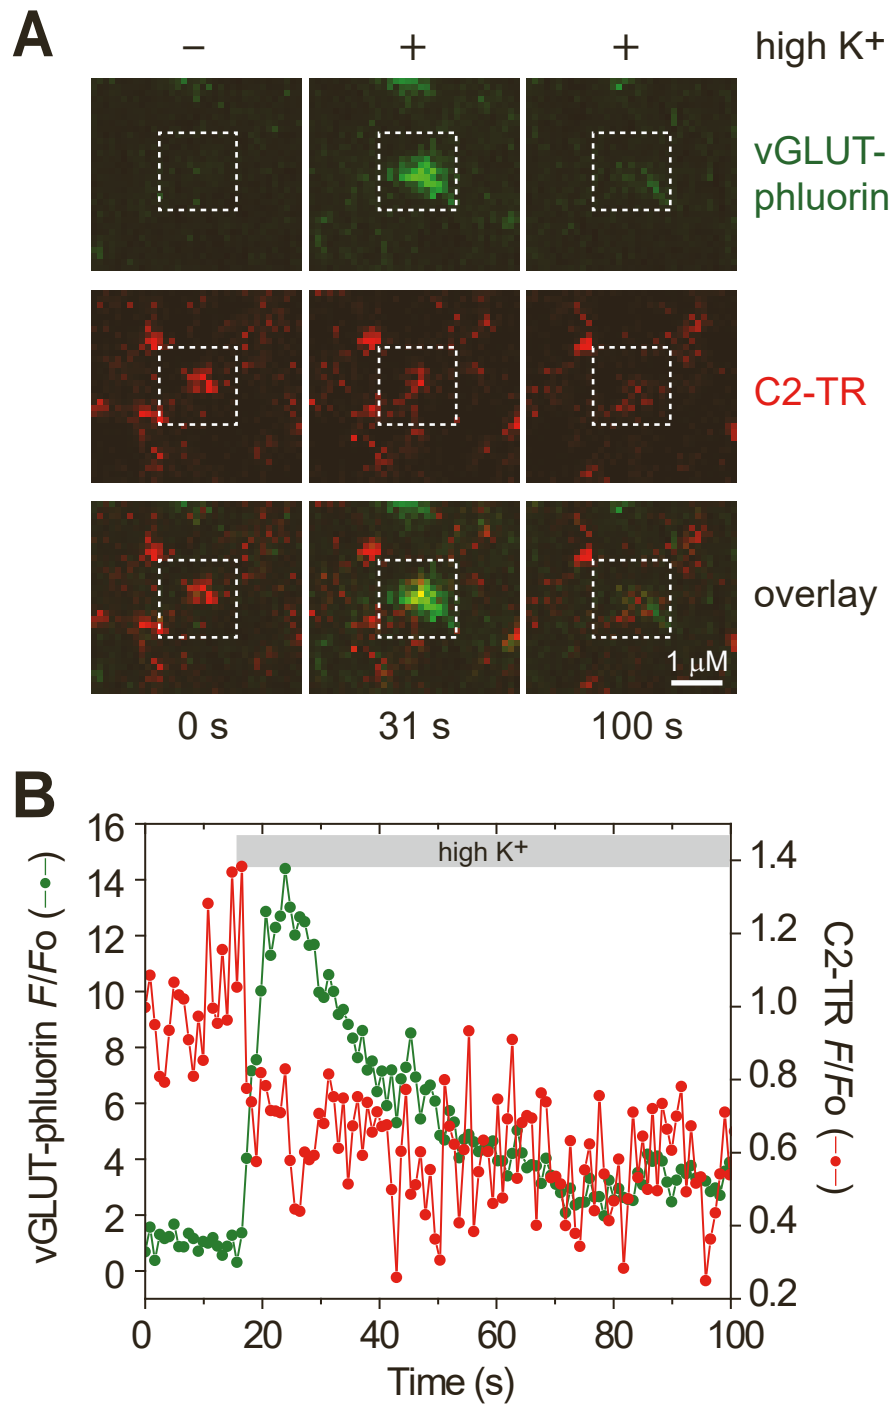 A
– + + high K+
vGLUT-
phluorin
C2-TR
overlay
1 μM
0 s 31 s 100 s
B
vGLUT-phluorin F/Fo (–●–)
16
14
12
10
8
6
4
2
0
high K+
1.4
1.2
1.0
0.8
0.6
0.4
0.2
C2-TR F/Fo (–●–)
0 20 40 60 80 100
Time (s)